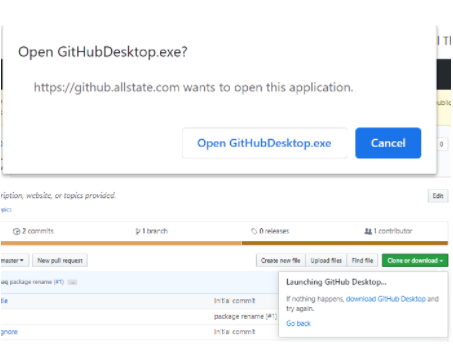 Open GitHubDesktop.exe?
https://github.allstate.com wants to open this application.
Open GitHubDesktop.exe
Cancel
0
ription, website, or topics provided.
Edit
2 commits
1 branch
0 releases
1 contributor
master
New pull request
Create new file
Upload files
Find file
Clone or download
package rename (#1)
Launching GitHub Desktop...
If nothing happens, download GitHub Desktop and
try again.
Go back
Initial commit
package rename (#1)
gnore
Initial commit